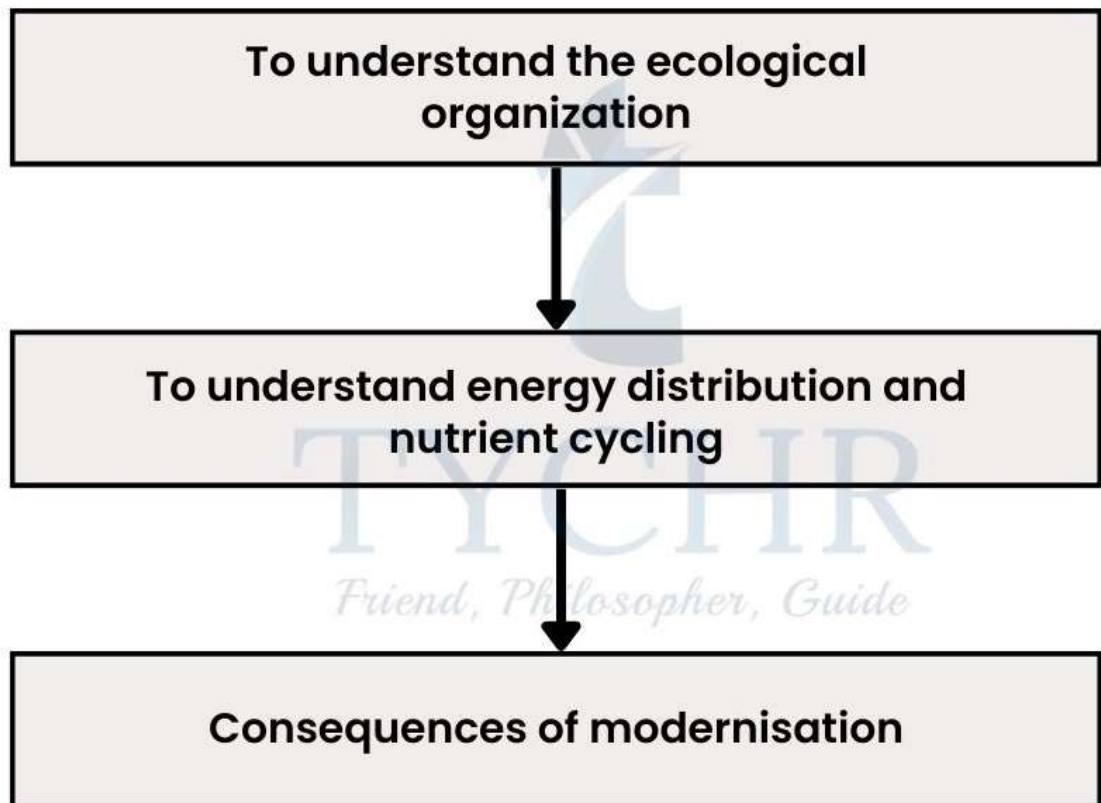 To understand the ecological
organization
To understand energy distribution and
nutrient cycling
TYCHR
Friend, Philosopher, Guide
Consequences of modernisation